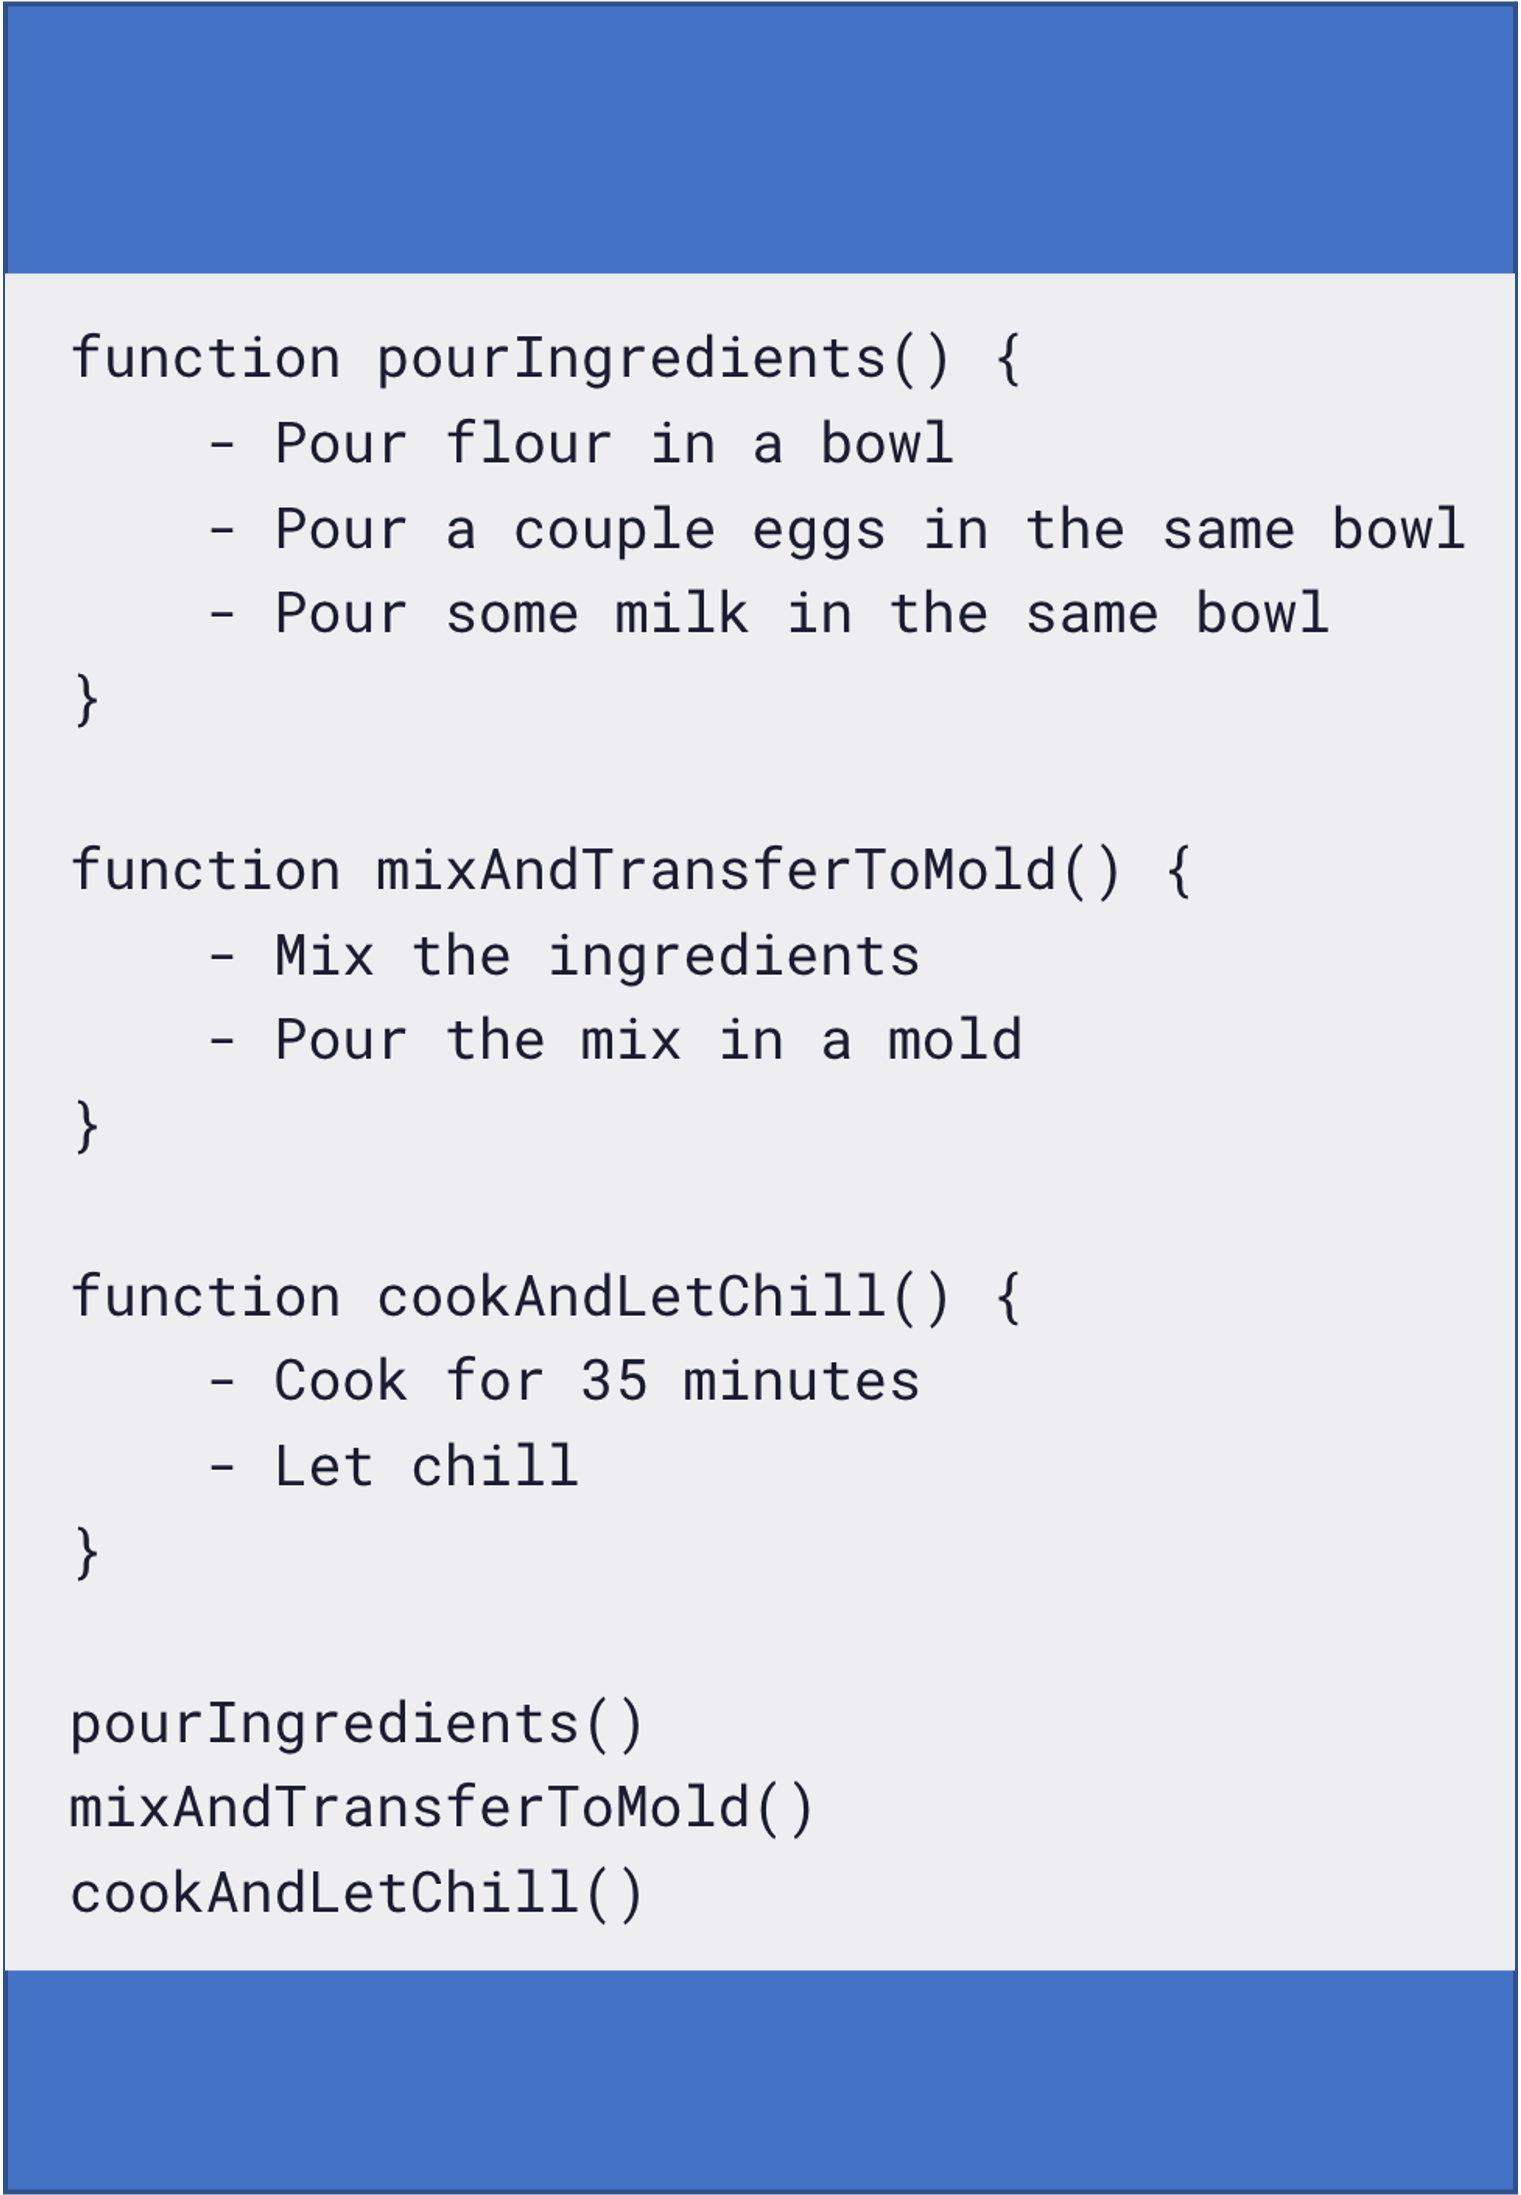 function pourIngredients() {
- Pour flour in a bowl
- Pour a couple eggs in the same bowl
- Pour some milk in the same bowl
}
function mixAndTransferToMold() {
- Mix the ingredients
- Pour the mix in a mold
}
function cookAndLetChill() {
- Cook for 35 minutes
- Let chill
}
pourIngredients()
mixAndTransferToMold()
cookAndLetChill()